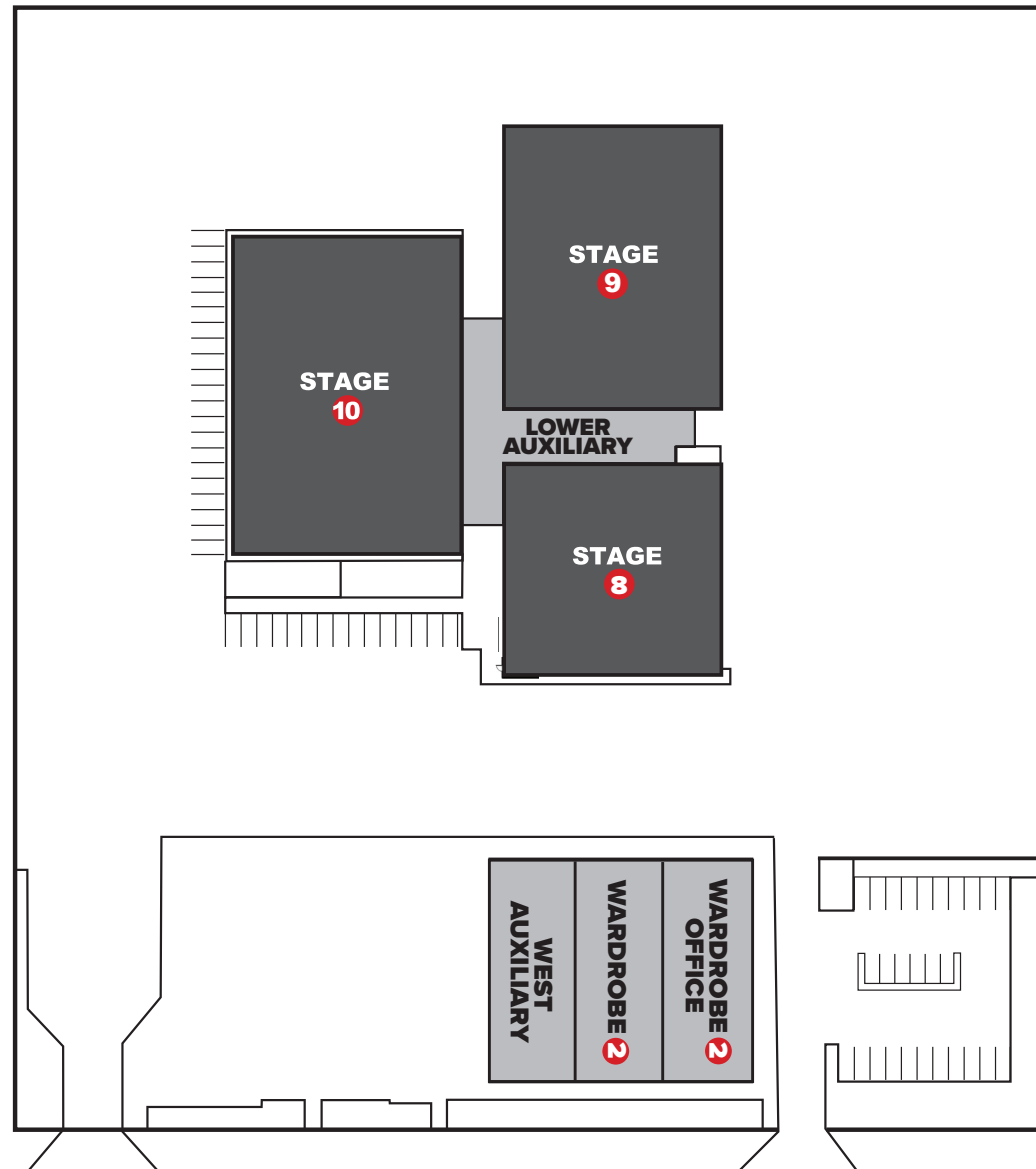 STAGE
9
STAGE
10
LOWER
AUXILIARY
STAGE
8
WEST
AUXILIARY
WARDROBE 2
WARDROBE 2
OFFICE